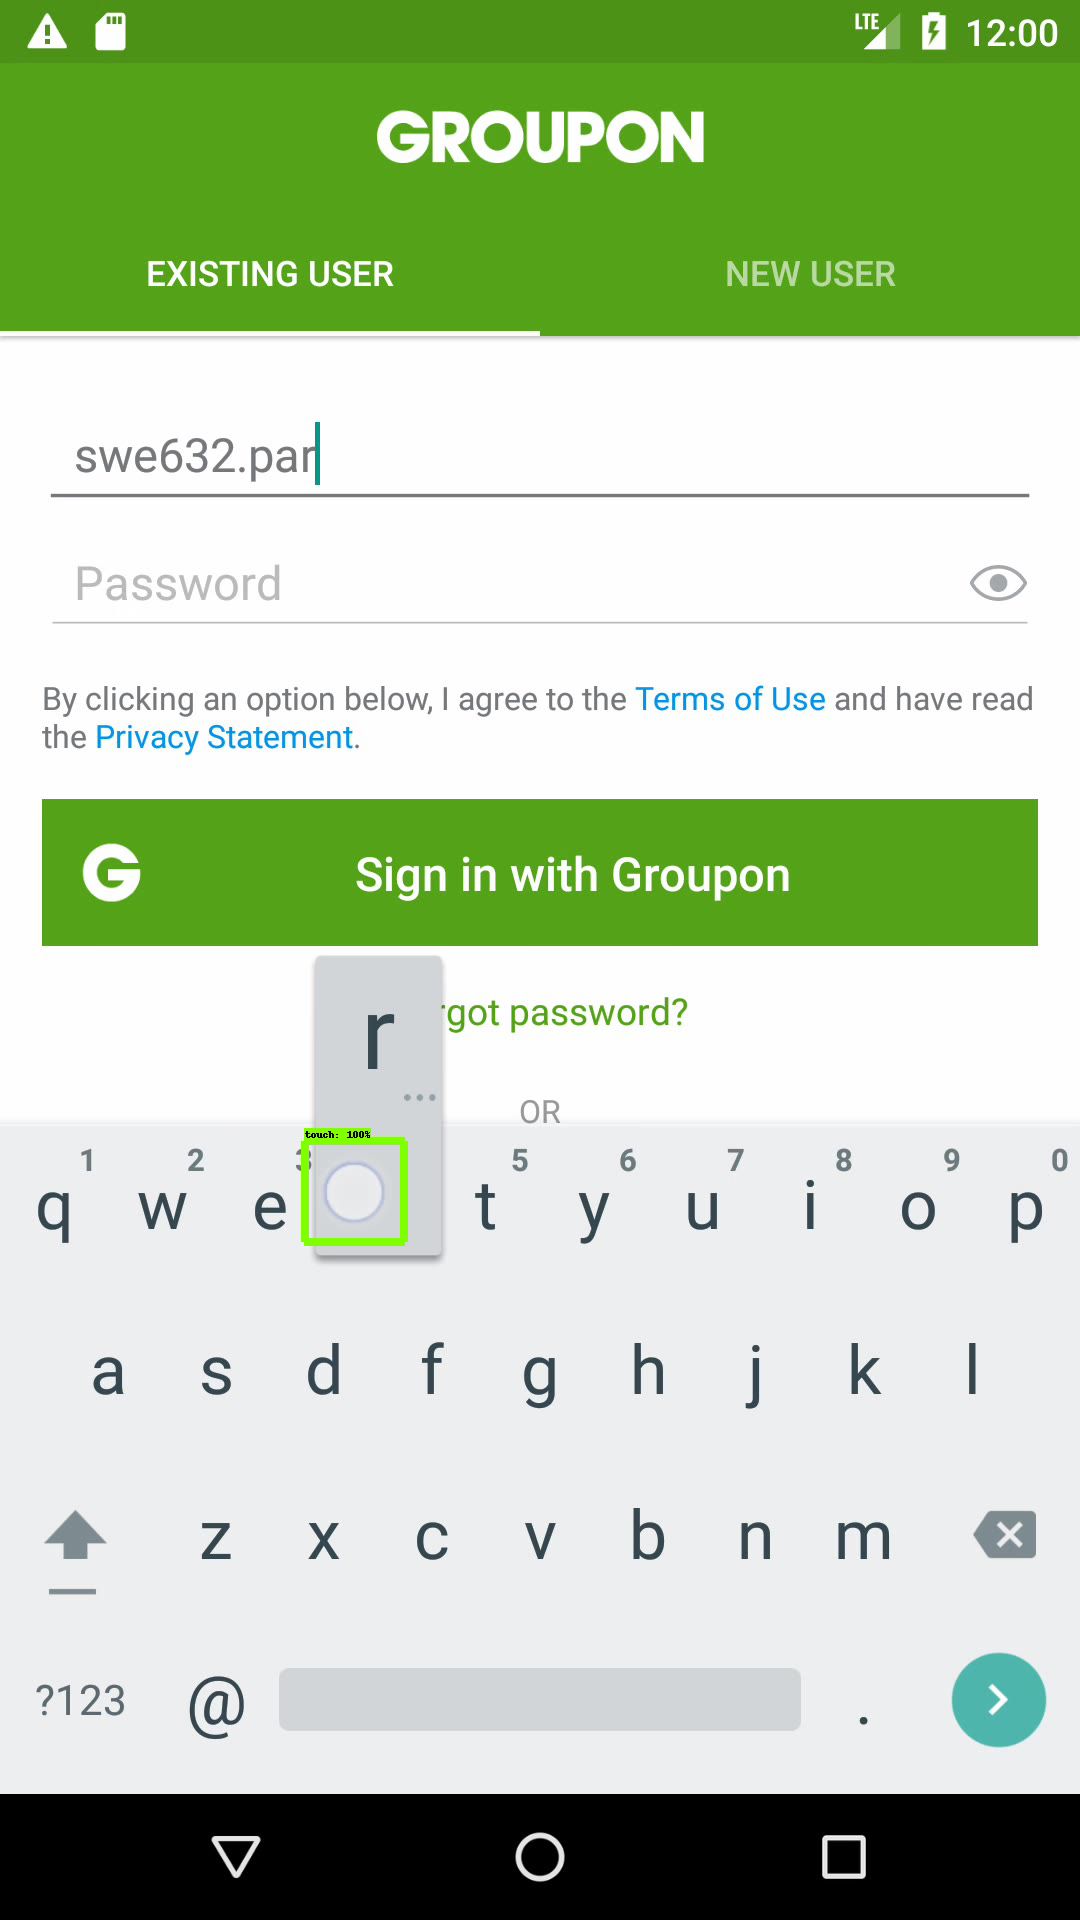 LTE 12:00
GROUPON
EXISTING USER NEW USER
swe632.par
Password
By clicking an option below, I agree to the Terms of Use and have read
the Privacy Statement.
G Sign in with Groupon
r
rgot password?
...
OR
touch: 100%
1 2 3 5 6 7 8 9 0
q w e t y u i o p
a s d f g h j k l
z x c v b n m
?123 @ .